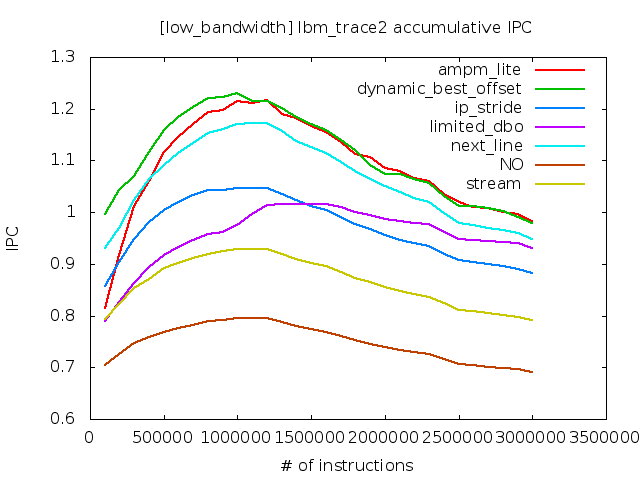 [low_bandwidth] lbm_trace2 accumulative IPC
1.3
1.2
1.1
1
0.9
0.8
0.7
0.6
IPC
ampm_lite
dynamic_best_offset
ip_stride
limited_dbo
next_line
NO
stream
0 500000 1000000 1500000 2000000 2500000 3000000 3500000
# of instructions